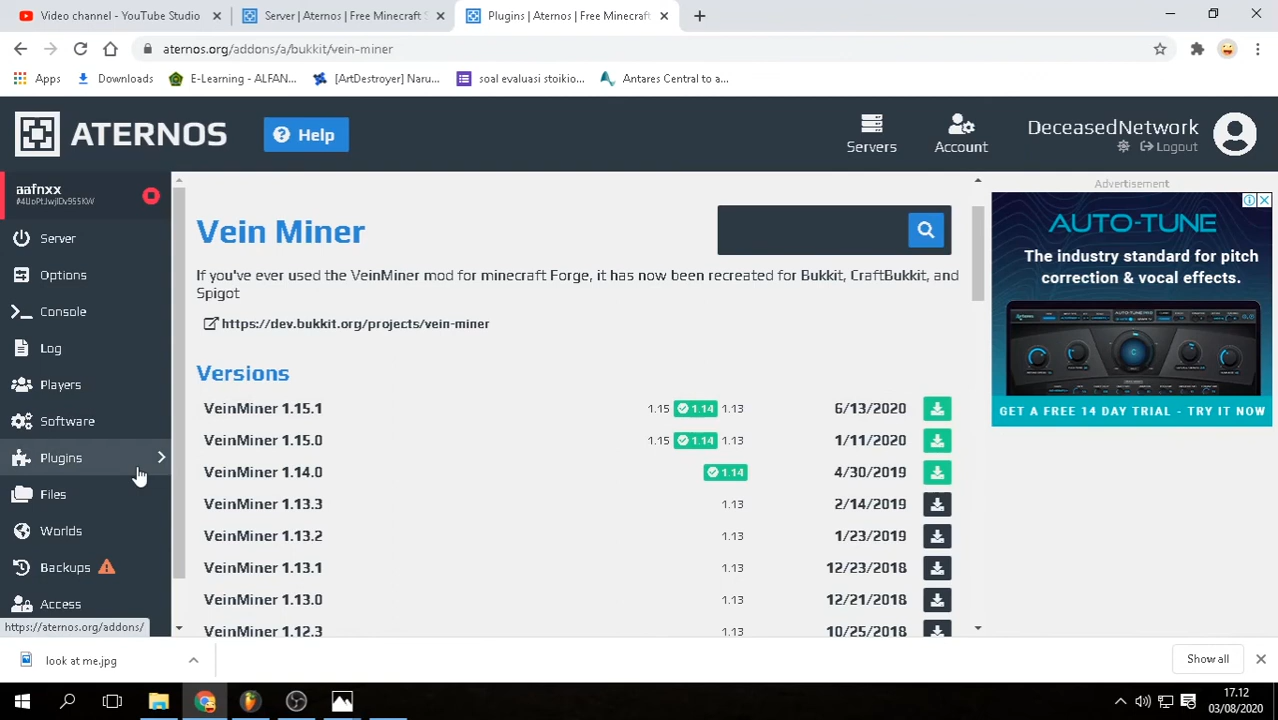 Video channel - YouTube Studio
Server | Aternos | Free Minecraft
Plugins | Aternos | Free Minecraft
aternos.org/addons/a/bukkit/vein-miner
Apps
Downloads
E-Learning - ALFAN...
[ArtDestroyer] Naru...
soal evaluasi stoikio...
Antares Central to a...
ATERNOS
Help
Servers
Account
DeceasedNetwork
Logout
aafnxx
Server
Options
Console
Log
Players
Software
Plugins
Files
Worlds
Backups
Access
https://aternos.org/addons/
Vein Miner
If you've ever used the VeinMiner mod for minecraft Forge, it has now been recreated for Bukkit, CraftBukkit, and
Spigot
https://dev.bukkit.org/projects/vein-miner
Versions
VeinMiner 1.15.1 1.15 1.14 1.13 6/13/2020
VeinMiner 1.15.0 1.15 1.14 1.13 1/11/2020
VeinMiner 1.14.0 1.14 4/30/2019
VeinMiner 1.13.3 1.13 2/14/2019
VeinMiner 1.13.2 1.13 1/23/2019
VeinMiner 1.13.1 1.13 12/23/2018
VeinMiner 1.13.0 1.13 12/21/2018
VeinMiner 1.12.3 1.13 10/25/2018
Advertisement
AUTO-TUNE
The industry standard for pitch
correction & vocal effects.
GET A FREE 14 DAY TRIAL - TRY IT NOW
look at me.jpg
Show all
17.12
03/08/2020